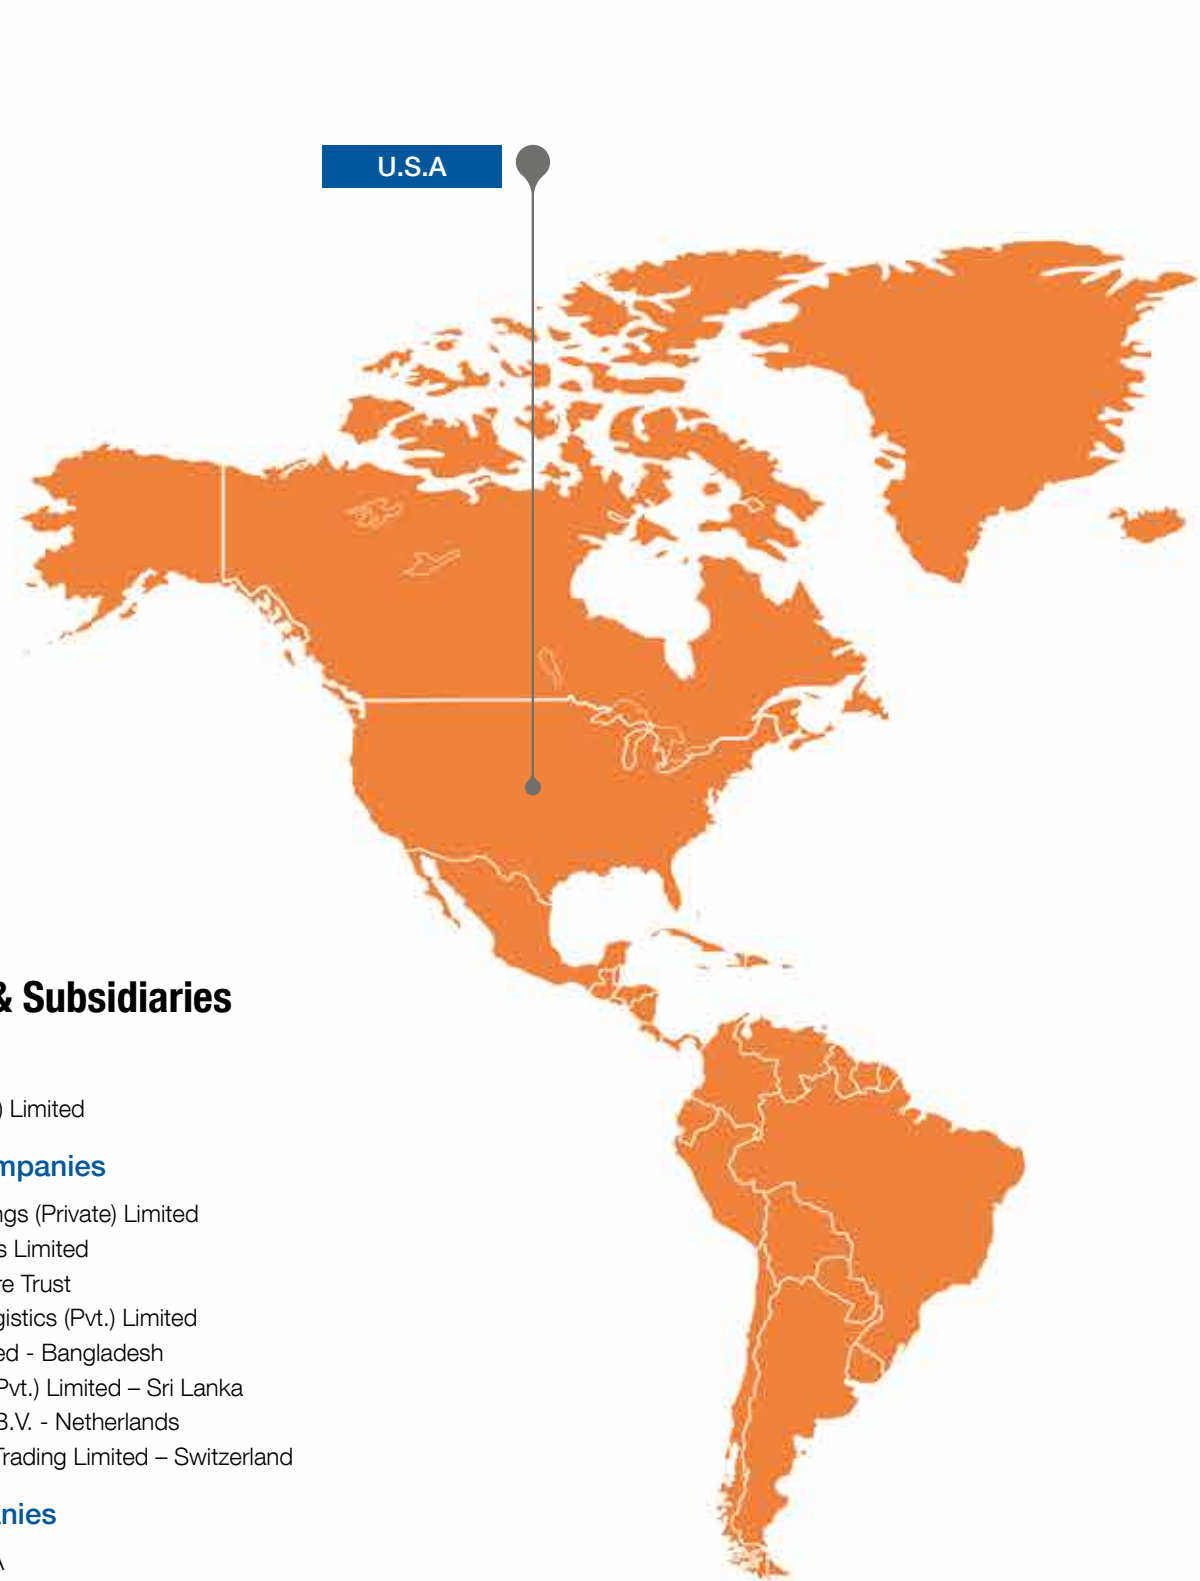 U.S.A
& Subsidiaries
) Limited
mpanies
ngs (Private) Limited
s Limited
re Trust
gistics (Pvt.) Limited
ed - Bangladesh
Pvt.) Limited – Sri Lanka
B.V. - Netherlands
Trading Limited – Switzerland
nies
A